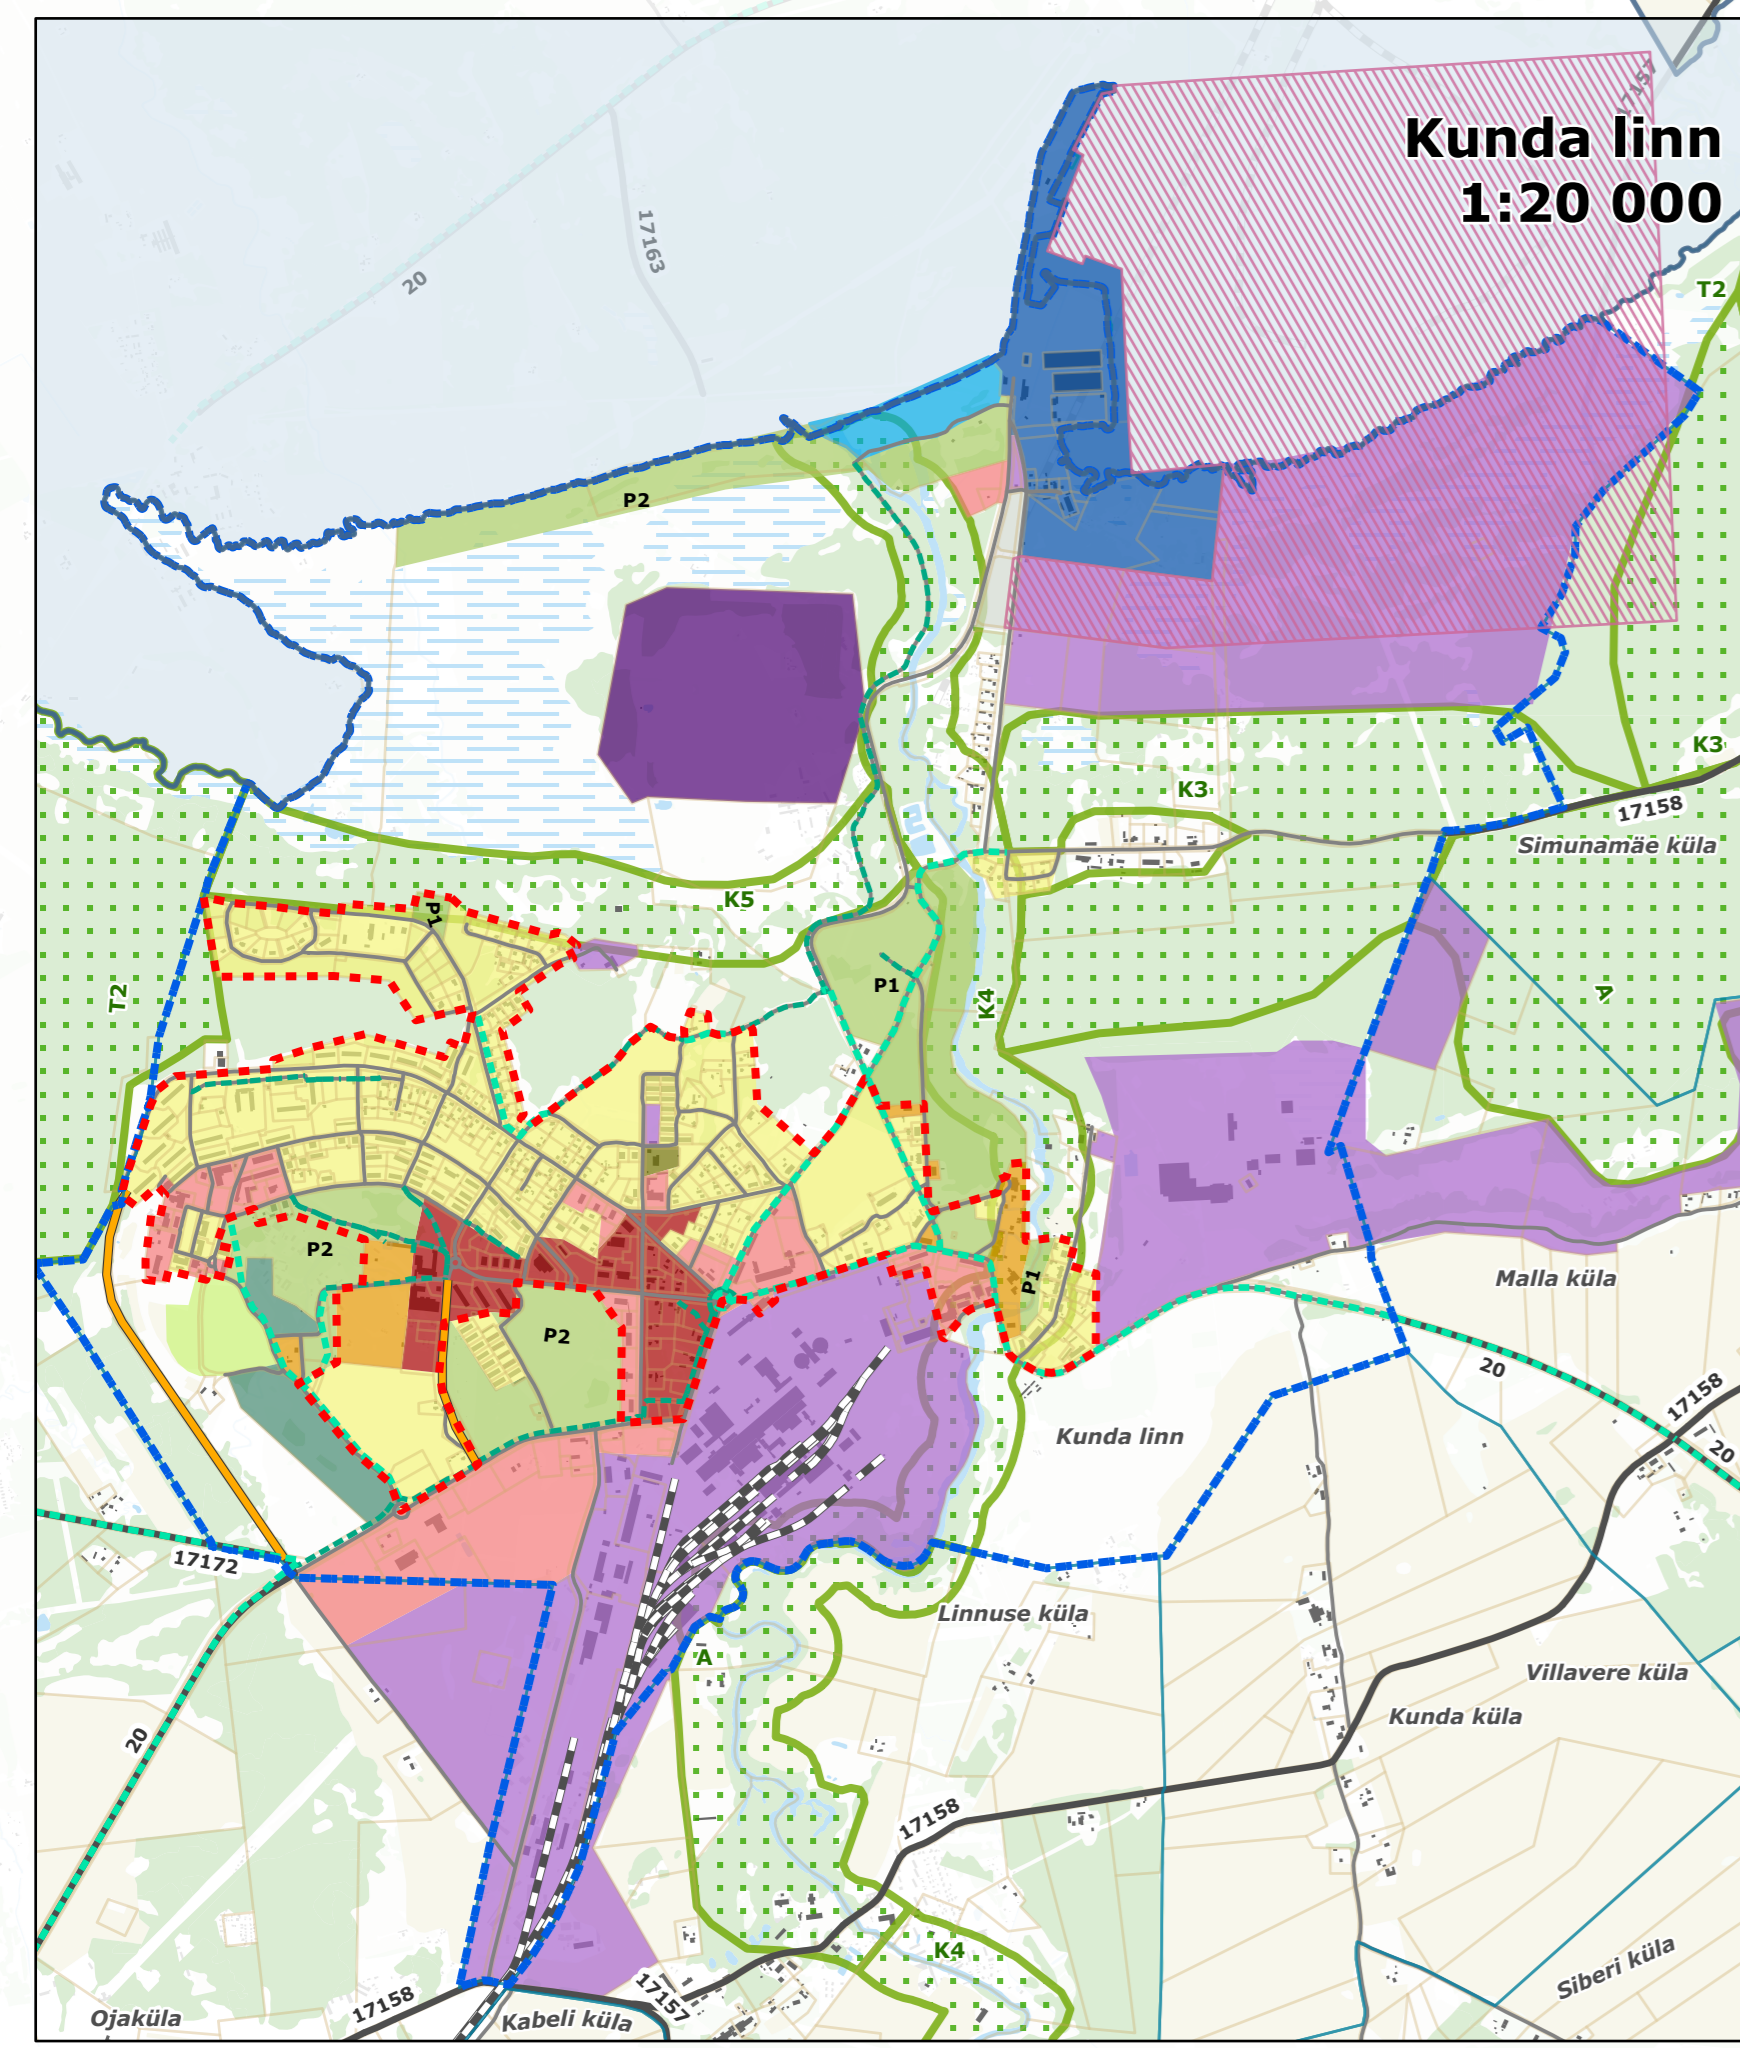 17157
Kunda linn
1:20 000
17163
20
T2
P2
K3
K3
17158
Simunamäe küla
K5
P1
T2
P1
K4
A
P2
P1
Malla küla
P2
20
17158
20
Kunda linn
17172
Linnuse küla
A
Villavere küla
Kunda küla
20
17158
K4
Siberi küla
17158
17157
Ojaküla
Kabeli küla